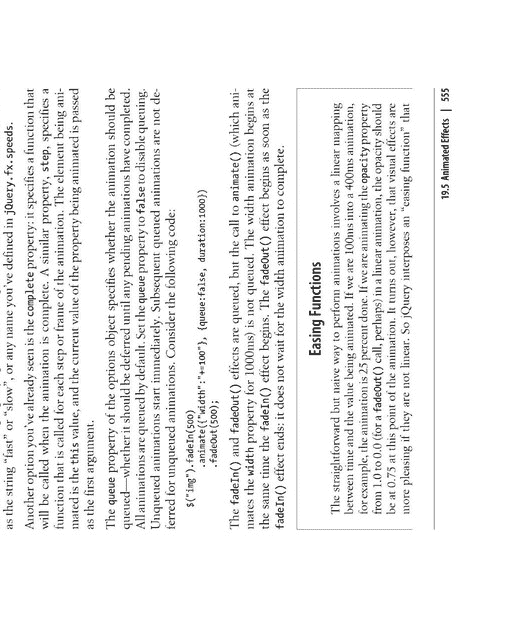 as the string “fast” or “slow”, or any name you’ve defined in jQuery.fx.speeds.
Another option you’ve already seen is the complete property: it specifies a function that
will be called when the animation is complete. A similar property, step, specifies a
function that is called for each step or frame of the animation. The element being ani-
mated is the this value, and the current value of the property being animated is passed
as the first argument.
The queue property of the options object specifies whether the animation should be
queued—whether it should be deferred until any pending animations have completed.
All animations are queued by default. Set the queue property to false to disable queuing.
Unqueued animations start immediately. Subsequent queued animations are not de-
ferred for unqueued animations. Consider the following code:
$("img").fadeIn(500)
.animate({"width":"+=100"}, {queue:false, duration:1000})
.fadeOut(500);
The fadeIn() and fadeOut() effects are queued, but the call to animate() (which ani-
mates the width property for 1000ms) is not queued. The width animation begins at
the same time the fadeIn() effect begins. The fadeOut() effect begins as soon as the
fadeIn() effect ends: it does not wait for the width animation to complete.
Easing Functions
The straightforward but naive way to perform animations involves a linear mapping
between time and the value being animated. If we are 100ms into a 400ms animation,
for example, the animation is 25 percent done. If we are animating the opacity property
from 1.0 to 0.0 (for a fadeOut() call, perhaps) in a linear animation, the opacity should
be at 0.75 at this point of the animation. It turns out, however, that visual effects are
more pleasing if they are not linear. So jQuery interposes an “easing function” that
19.5 Animated Effects | 555